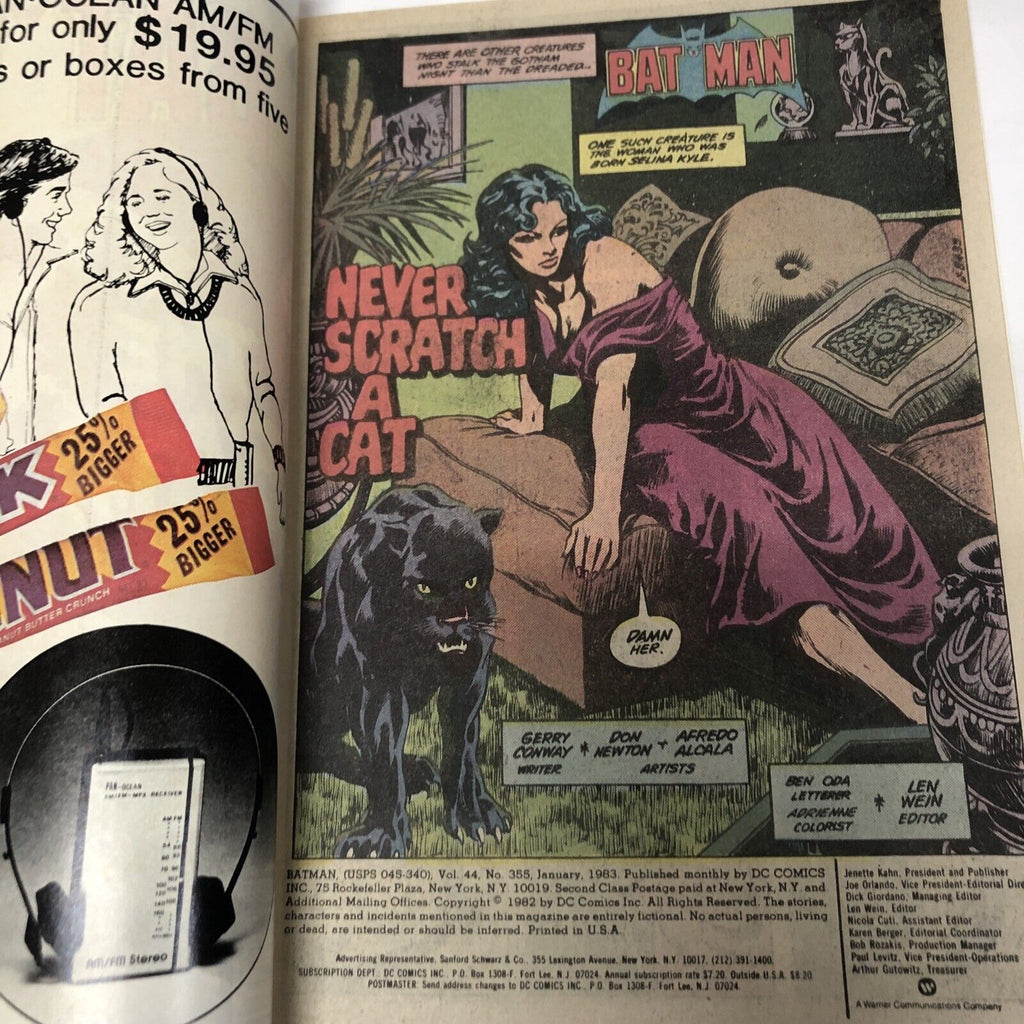 N-OCEAN AM/FM
for only $19.95
s or boxes from five
K 25% BIGGER
NUT 25% BIGGER
NUT BUTTER CRUNCH
PAN-OCEAN
AM/FM-MPX RECEIVER
AM FM
AM/FM Stereo
THERE ARE OTHER CREATURES
WHO STALK THE GOTHAM
NIGHT THAN THE DREADED...
BATMAN
ONE SUCH CREATURE IS
THE WOMAN WHO WAS
BORN SELINA KYLE.
NEVER
SCRATCH
A
CAT
DAMN
HER.
GERRY CONWAY * DON NEWTON + AFREDO ALCALA
WRITER ARTISTS
BEN ODA
LETTERER
ADRIENNE
COLORIST
*
LEN
WEIN
EDITOR
BATMAN, (USPS 045-340), Vol. 44, No. 355, January, 1983. Published monthly by DC COMICS
INC., 75 Rockefeller Plaza, New York, N.Y. 10019. Second Class Postage paid at New York, N.Y. and
Additional Mailing Offices. Copyright © 1982 by DC Comics Inc. All Rights Reserved. The stories,
characters and incidents mentioned in this magazine are entirely fictional. No actual persons, living
or dead, are intended or should be inferred. Printed in U.S.A.
Advertising Representative, Sanford Schwarz & Co., 355 Lexington Avenue, New York, N.Y. 10017, (212) 391-1400.
SUBSCRIPTION DEPT: DC COMICS INC., P.O. Box 1308-F, Fort Lee, N.J. 07024. Annual subscription rate $7.20. Outside U.S.A. $8.20
POSTMASTER: Send address changes to DC COMICS INC., P.O. Box 1308-F, Fort Lee, N.J. 07024.
Jenette Kahn, President and Publisher
Joe Orlando, Vice President-Editorial Dire
Dick Giordano, Managing Editor
Len Wein, Editor
Nicola Cuti, Assistant Editor
Karen Berger, Editorial Coordinator
Bob Rozakis, Production Manager
Paul Levitz, Vice President-Operations
Arthur Gutowitz, Treasurer
A Warner Communications Company